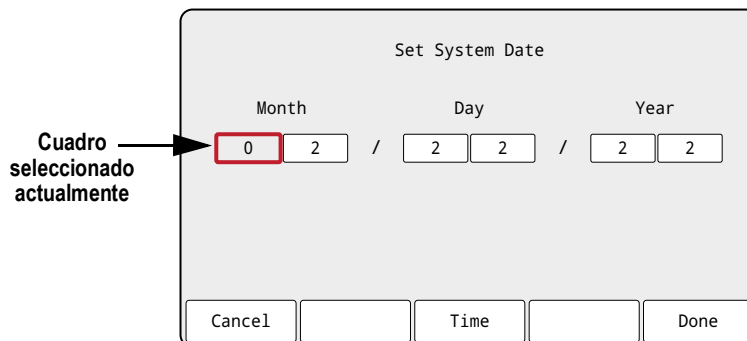 Set System Date
Month Day Year
Cuadro
seleccionado
actualmente
0 2 / 2 2 / 2 2
Cancel Time Done